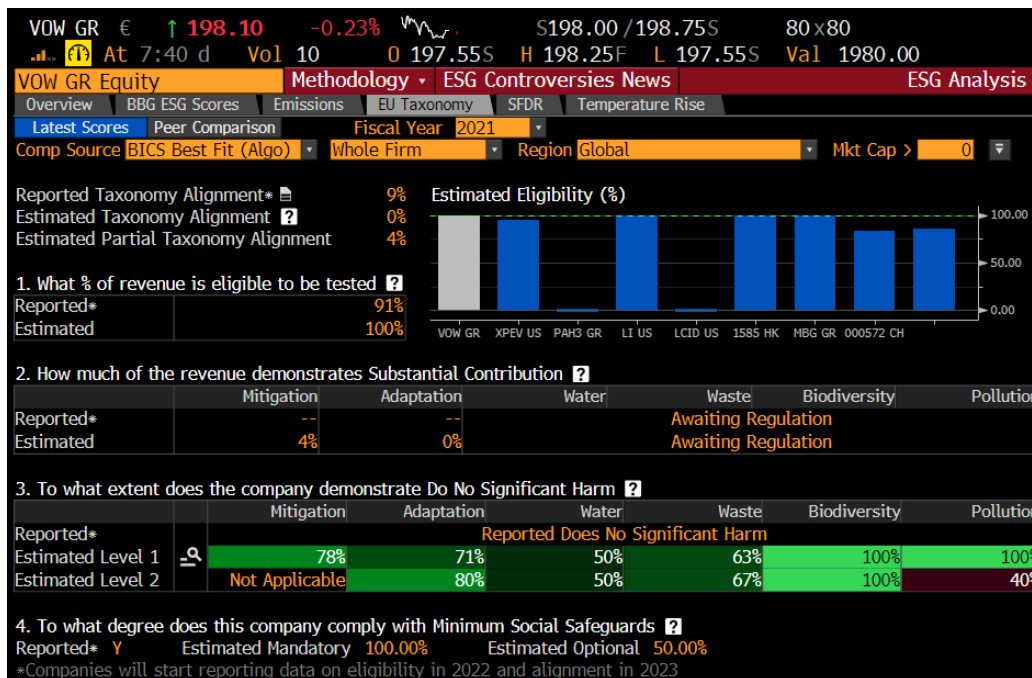 VOW GR € ↑ 198.10 -0.23% S198.00 /198.75S 80x80
At 7:40 d Vol 10 O 197.55S H 198.25F L 197.55S Val 1980.00
VOW GR Equity Methodology ESG Controversies News ESG Analysis
Overview BBG ESG Scores Emissions EU Taxonomy SFDR Temperature Rise
Latest Scores Peer Comparison Fiscal Year 2021
Comp Source BICS Best Fit (Algo) Whole Firm Region Global Mkt Cap > 0
Reported Taxonomy Alignment* 9%
Estimated Taxonomy Alignment ? 0%
Estimated Partial Taxonomy Alignment 4%
Estimated Eligibility (%)
100.00
50.00
0.00
VOW GR XPEV US PAH3 GR LI US LCID US 1585 HK MBG GR 000572 CH
1. What % of revenue is eligible to be tested ?
Reported* 91%
Estimated 100%
2. How much of the revenue demonstrates Substantial Contribution ?
Mitigation Adaptation Water Waste Biodiversity Pollution
Reported* -- -- Awaiting Regulation
Estimated 4% 0% Awaiting Regulation
3. To what extent does the company demonstrate Do No Significant Harm ?
Mitigation Adaptation Water Waste Biodiversity Pollution
Reported* Reported Does No Significant Harm
Estimated Level 1 78% 71% 50% 63% 100% 100%
Estimated Level 2 Not Applicable 80% 50% 67% 100% 40%
4. To what degree does this company comply with Minimum Social Safeguards ?
Reported* Y Estimated Mandatory 100.00% Estimated Optional 50.00%
*Companies will start reporting data on eligibility in 2022 and alignment in 2023